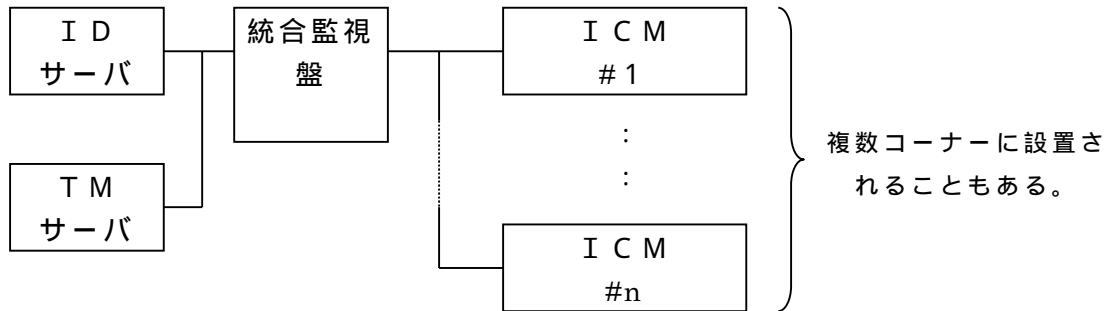 ＩＤ
サーバ
統合監視
盤
ＩＣＭ
＃1
：
：
複数コーナーに設置さ
れることもある。
ＴＭ
サーバ
ＩＣＭ
#n